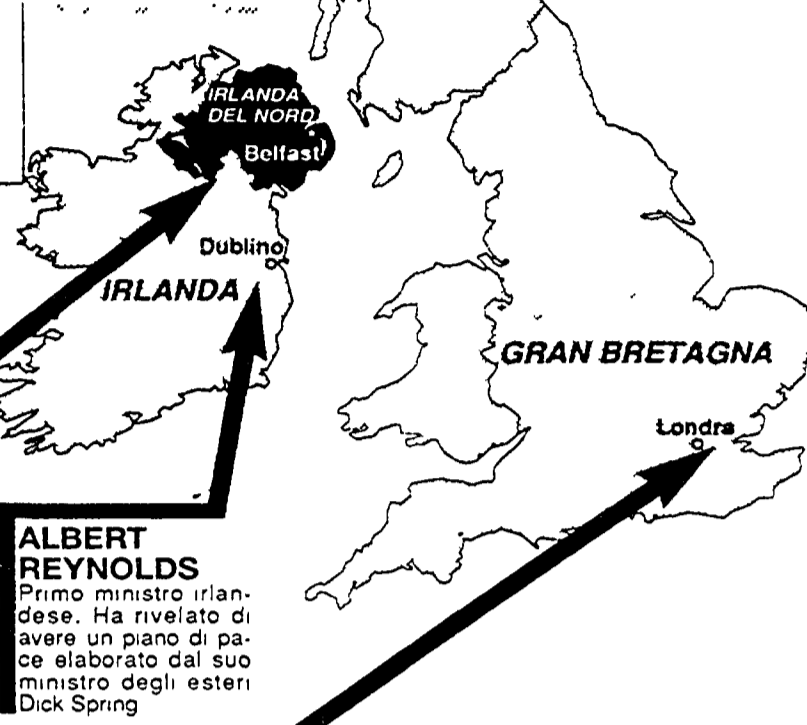 IRLANDA
DEL NORD
Belfast
Dublino
IRLANDA
GRAN BRETAGNA
Londra
ALBERT
REYNOLDS
Primo ministro irlan-
dese. Ha rivelato di
avere un piano di pa-
ce elaborato dal suo
ministro degli esteri
Dick Spring